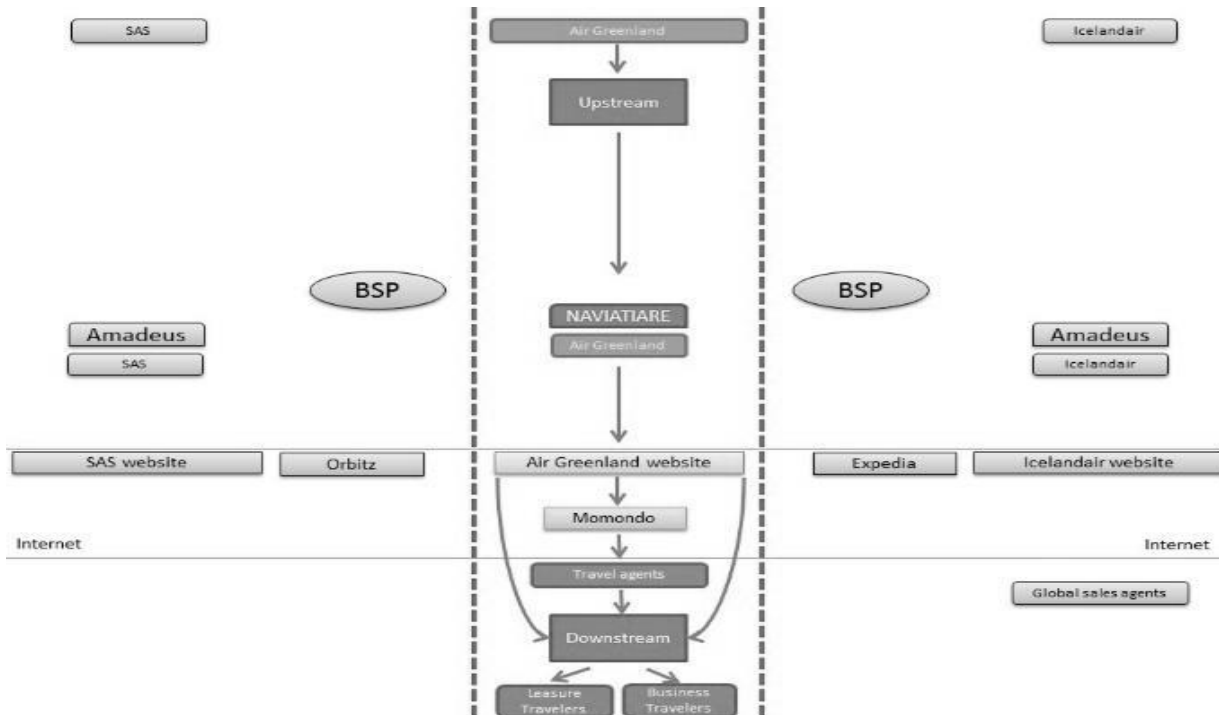 SAS
Air Greenland
Icelandair
Upstream
BSP
BSP
NAVIATIARE
Amadeus
Air Greenland
Amadeus
SAS
Icelandair
SAS website
Orbitz
Air Greenland website
Expedia
Icelandair website
Momondo
Internet
Internet
Travel agents
Global sales agents
Downstream
Leasure
Travelers
Business
Travelers